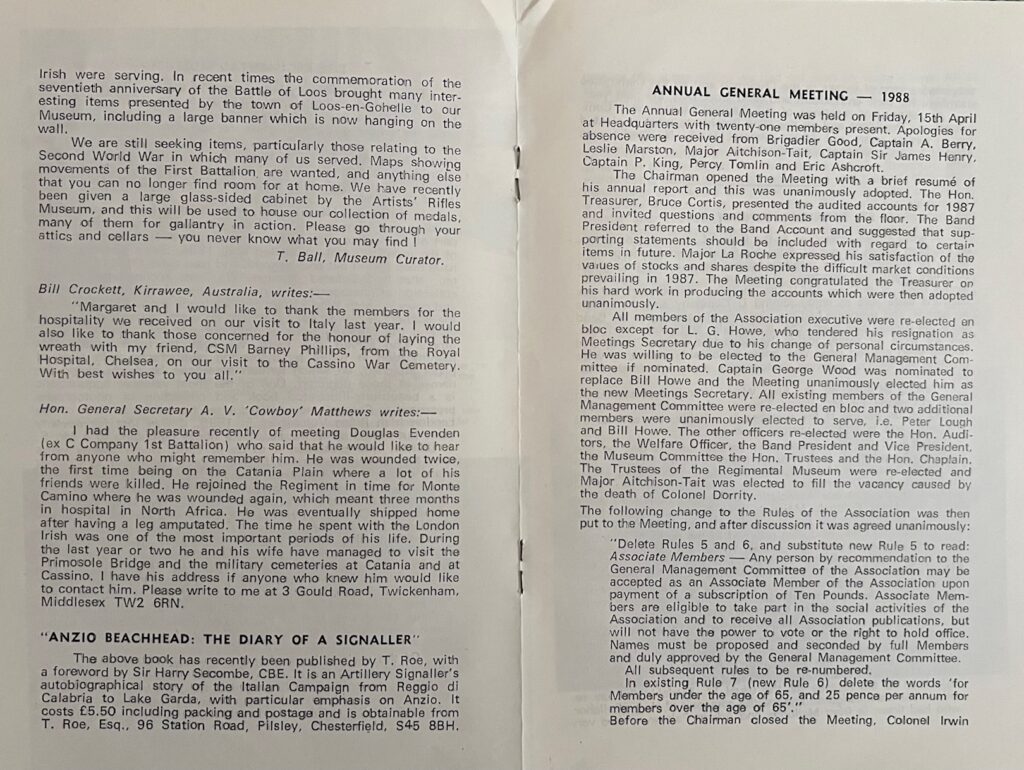 Irish were serving. In recent times the commemoration of the
seventieth anniversary of the Battle of Loos brought many inter-
esting items presented by the town of Loos-en-Gohelle to our
Museum, including a large banner which is now hanging on the
wall.
We are still seeking items, particularly those relating to the
Second World War in which many of us served. Maps showing
movements of the First Battalion are wanted, and anything else
that you can no longer find room for at home. We have recently
been given a large glass-sided cabinet by the Artists' Rifles
Museum, and this will be used to house our collection of medals,
many of them for gallantry in action. Please go through your
attics and cellars — you never know what you may find !
T. Ball, Museum Curator.
Bill Crockett, Kirrawee, Australia, writes:—
"Margaret and I would like to thank the members for the
hospitality we received on our visit to Italy last year. I would
also like to thank those concerned for the honour of laying the
wreath with my friend, CSM Barney Phillips, from the Royal
Hospital, Chelsea, on our visit to the Cassino War Cemetery.
With best wishes to you all."
Hon. General Secretary A. V. 'Cowboy' Matthews writes:—
I had the pleasure recently of meeting Douglas Evenden
(ex C Company 1st Battalion) who said that he would like to hear
from anyone who might remember him. He was wounded twice,
the first time being on the Catania Plain where a lot of his
friends were killed. He rejoined the Regiment in time for Monte
Camino where he was wounded again, which meant three months
in hospital in North Africa. He was eventually shipped home
after having a leg amputated. The time he spent with the London
Irish was one of the most important periods of his life. During
the last year or two he and his wife have managed to visit the
Primosole Bridge and the military cemeteries at Catania and at
Cassino. I have his address if anyone who knew him would like
to contact him. Please write to me at 3 Gould Road, Twickenham,
Middlesex TW2 6RN.
"ANZIO BEACHHEAD: THE DIARY OF A SIGNALLER"
The above book has recently been published by T. Roe, with
a foreword by Sir Harry Secombe, CBE. It is an Artillery Signaller's
autobiographical story of the Italian Campaign from Reggio di
Calabria to Lake Garda, with particular emphasis on Anzio. It
costs £5.50 including packing and postage and is obtainable from
T. Roe, Esq., 96 Station Road, Pilsley, Chesterfield, S45 8BH.
ANNUAL GENERAL MEETING — 1988
The Annual General Meeting was held on Friday, 15th April
at Headquarters with twenty-one members present. Apologies for
absence were received from Brigadier Good, Captain A. Berry,
Leslie Marston, Major Aitchison-Tait, Captain Sir James Henry,
Captain P. King, Percy Tomlin and Eric Ashcroft.
The Chairman opened the Meeting with a brief resumé of
his annual report and this was unanimously adopted. The Hon.
Treasurer, Bruce Cortis, presented the audited accounts for 1987
and invited questions and comments from the floor. The Band
President referred to the Band Account and suggested that sup-
porting statements should be included with regard to certain
items in future. Major La Roche expressed his satisfaction of the
values of stocks and shares despite the difficult market conditions
prevailing in 1987. The Meeting congratulated the Treasurer on
his hard work in producing the accounts which were then adopted
unanimously.
All members of the Association executive were re-elected en
bloc except for L. G. Howe, who tendered his resignation as
Meetings Secretary due to his change of personal circumstances.
He was willing to be elected to the General Management Com-
mittee if nominated. Captain George Wood was nominated to
replace Bill Howe and the Meeting unanimously elected him as
the new Meetings Secretary. All existing members of the General
Management Committee were re-elected en bloc and two additional
members were unanimously elected to serve, i.e. Peter Lough
and Bill Howe. The other officers re-elected were the Hon. Audi-
tors, the Welfare Officer, the Band President and Vice President,
the Museum Committee the Hon. Trustees and the Hon. Chaplain.
The Trustees of the Regimental Museum were re-elected and
Major Aitchison-Tait was elected to fill the vacancy caused by
the death of Colonel Dorrity.
The following change to the Rules of the Association was then
put to the Meeting, and after discussion it was agreed unanimously:
"Delete Rules 5 and 6, and substitute new Rule 5 to read:
Associate Members — Any person by recommendation to the
General Management Committee of the Association may be
accepted as an Associate Member of the Association upon
payment of a subscription of Ten Pounds. Associate Mem-
bers are eligible to take part in the social activities of the
Association and to receive all Association publications, but
will not have the power to vote or the right to hold office.
Names must be proposed and seconded by full Members
and duly approved by the General Management Committee.
All subsequent rules to be re-numbered.
In existing Rule 7 (new Rule 6) delete the words 'for
Members under the age of 65, and 25 pence per annum for
members over the age of 65'."
Before the Chairman closed the Meeting, Colonel Irwin